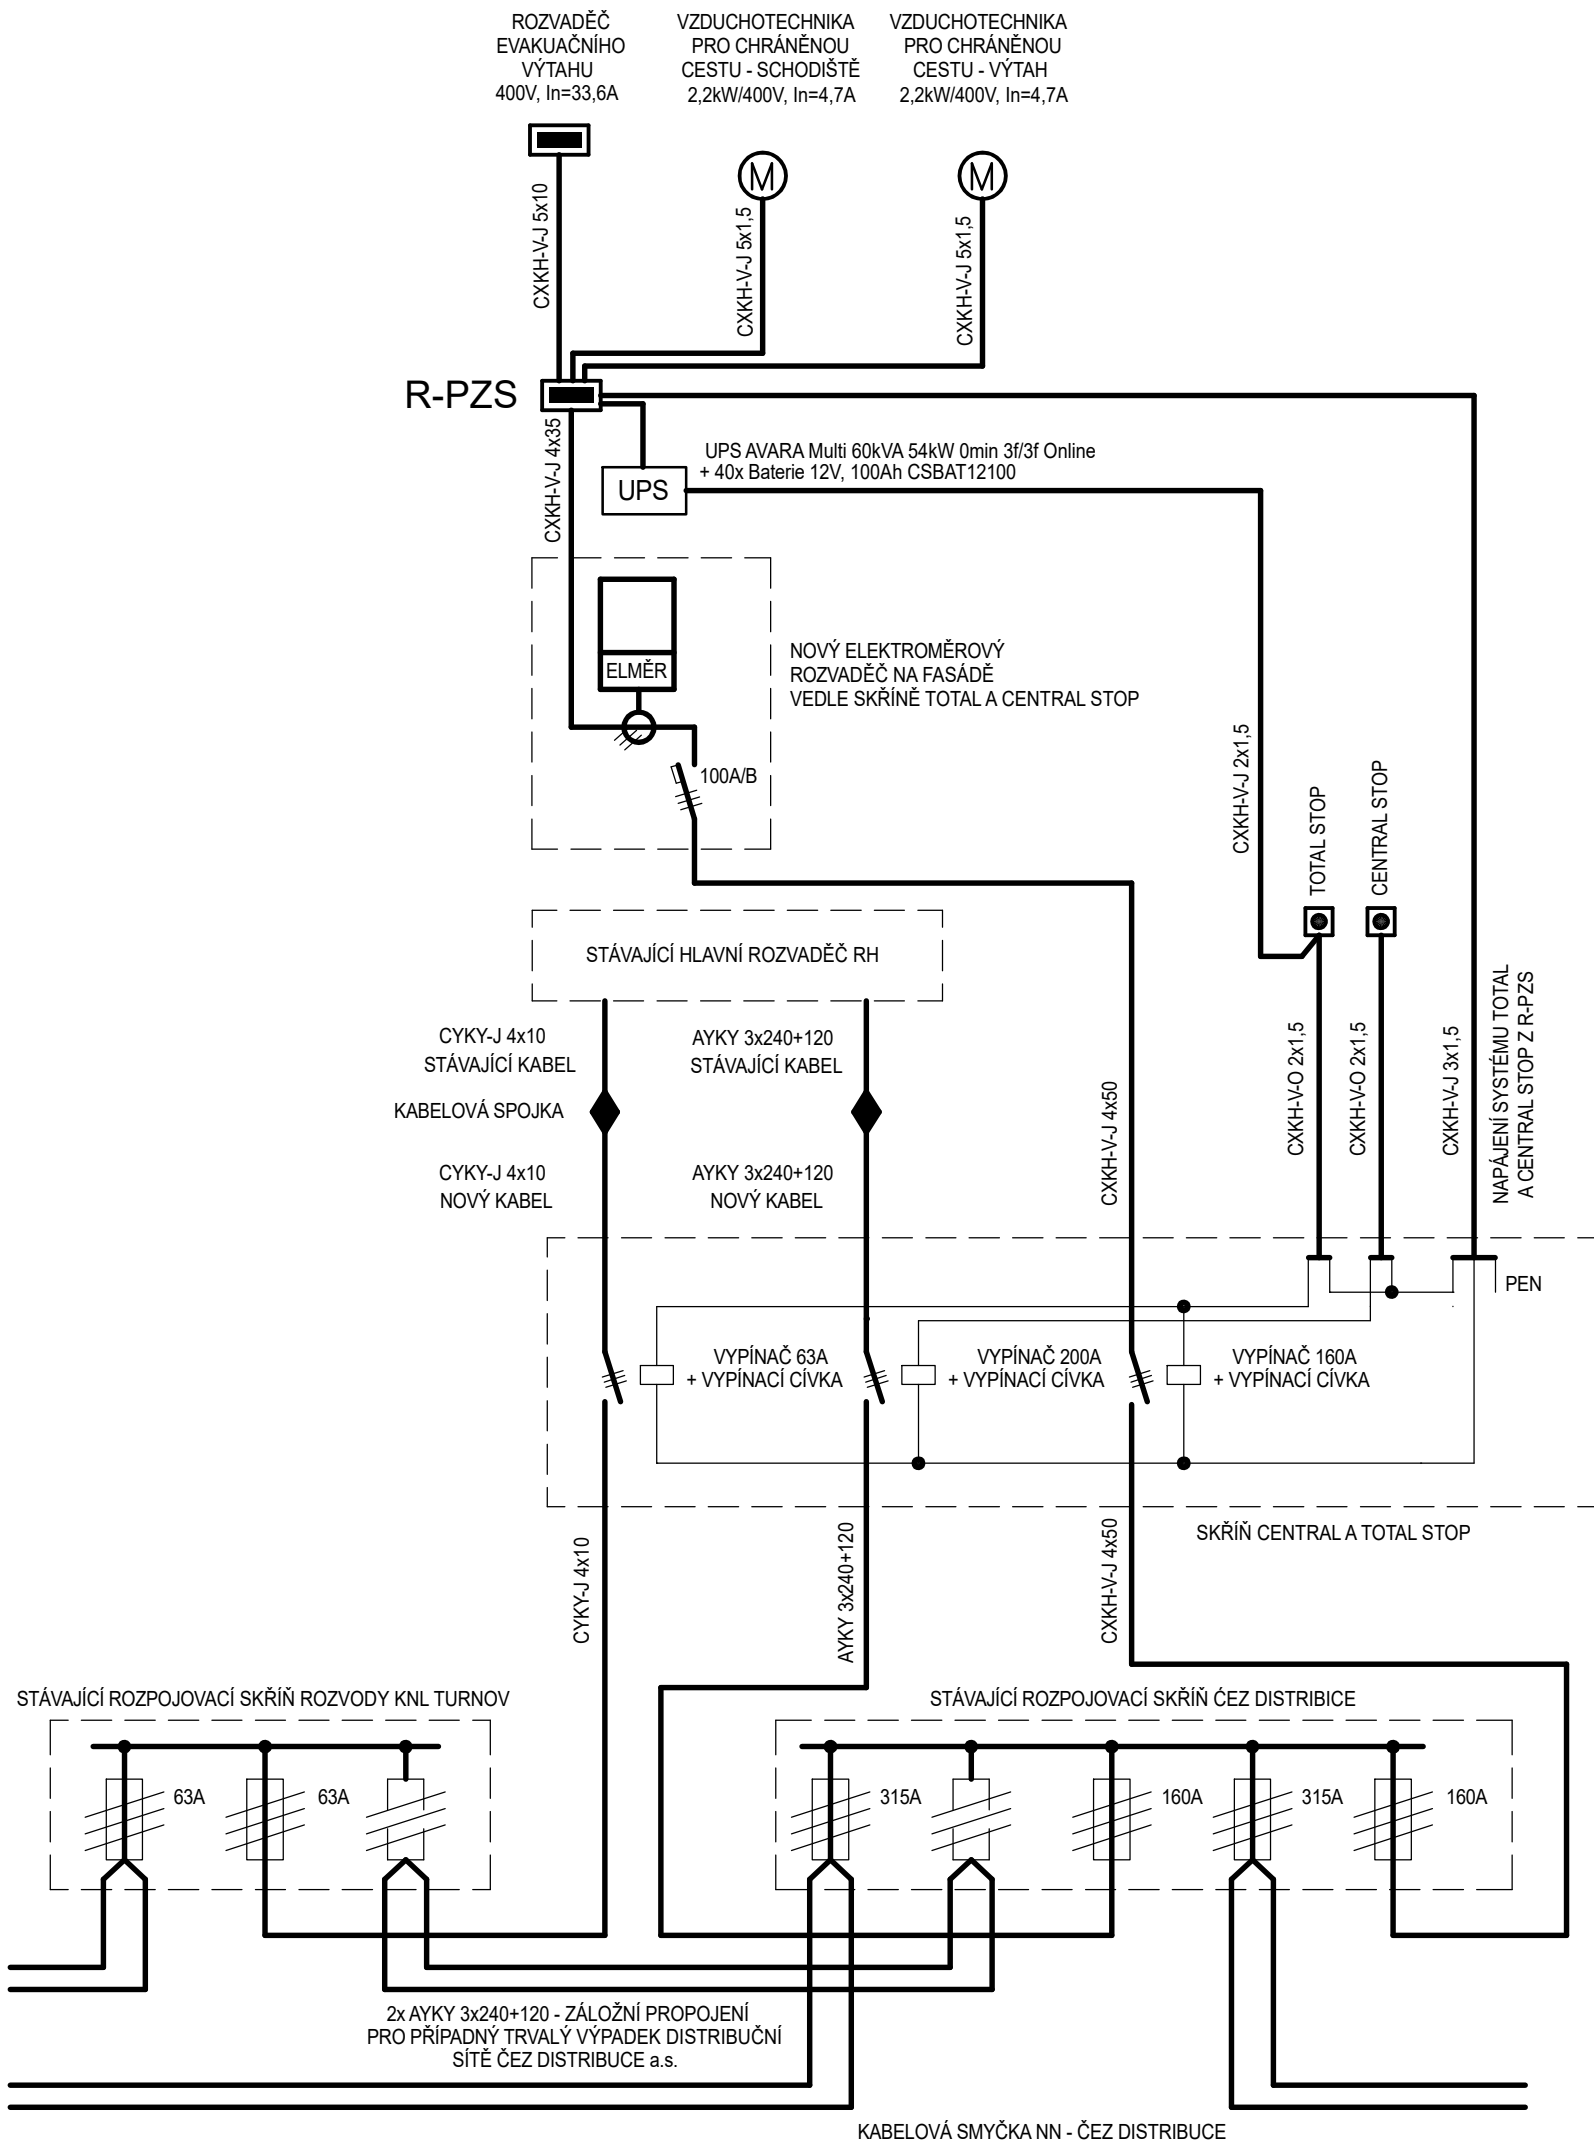 ROZVADĚČ
EVAKUAČNÍHO
VÝTAHU
400V, In=33,6A
VZDUCHOTECHNIKA
PRO CHRÁNĚNOU
CESTU - SCHODIŠTĚ
2,2kW/400V, In=4,7A
VZDUCHOTECHNIKA
PRO CHRÁNĚNOU
CESTU - VÝTAH
2,2kW/400V, In=4,7A
M
M
CXKH-V-J 5x10
CXKH-V-J 5x1,5
CXKH-V-J 5x1,5
R-PZS
CXKH-V-J 4x35
UPS AVARA Multi 60kVA 54kW 0min 3f/3f Online
+ 40x Baterie 12V, 100Ah CSBAT12100
UPS
ELMĚR
NOVÝ ELEKTROMĚROVÝ
ROZVADĚČ NA FASÁDĚ
VEDLE SKŘÍNĚ TOTAL A CENTRAL STOP
100A/B
CXKH-V-J 2x1,5
TOTAL STOP
CENTRAL STOP
STÁVAJÍCÍ HLAVNÍ ROZVADĚČ RH
CYKY-J 4x10
STÁVAJÍCÍ KABEL
AYKY 3x240+120
STÁVAJÍCÍ KABEL
KABELOVÁ SPOJKA
CYKY-J 4x10
NOVÝ KABEL
AYKY 3x240+120
NOVÝ KABEL
CXKH-V-J 4x50
CXKH-V-O 2x1,5
CXKH-V-O 2x1,5
CXKH-V-J 3x1,5
NAPÁJENÍ SYSTÉMU TOTAL
A CENTRAL STOP Z R-PZS
PEN
VYPÍNAČ 63A
+ VYPÍNACÍ CÍVKA
VYPÍNAČ 200A
+ VYPÍNACÍ CÍVKA
VYPÍNAČ 160A
+ VYPÍNACÍ CÍVKA
SKŘÍŇ CENTRAL A TOTAL STOP
CYKY-J 4x10
AYKY 3x240+120
CXKH-V-J 4x50
STÁVAJÍCÍ ROZPOJOVACÍ SKŘÍŇ ROZVODY KNL TURNOV
STÁVAJÍCÍ ROZPOJOVACÍ SKŘÍŇ ĆEZ DISTRIBICE
63A
63A
315A
160A
315A
160A
2x AYKY 3x240+120 - ZÁLOŽNÍ PROPOJENÍ
PRO PŘÍPADNÝ TRVALÝ VÝPADEK DISTRIBUČNÍ
SÍTĚ ČEZ DISTRIBUCE a.s.
KABELOVÁ SMYČKA NN - ČEZ DISTRIBUCE